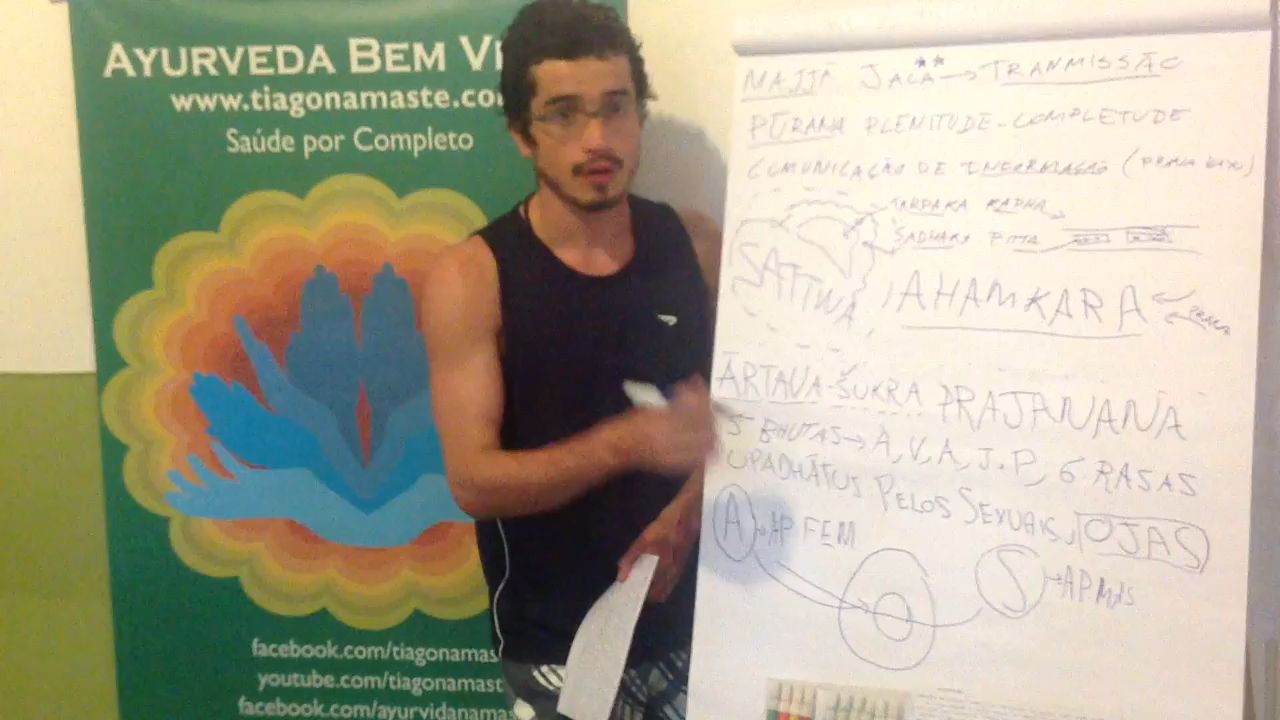 AYURVEDA BEM VI
www.tiagonamaste.co
Saúde por Completo
facebook.com/tiagonamas
youtube.com/tiagonamast
facebook.com/ayurvidanamas
MAJJĀ JALA** → TRANMISSÃO
PŪRANA PLENITUDE - COMPLETUDE
COMUNICAÇÃO DE INFORMAÇÃO (PRANA
TARPAKA KAPHA
SADHAKA PITTA
SATTWA
AHAMKARA
ĀRTAVA-ŠUKRA PRAJANANA
5 BHUTAS → A, V, A, J, P, 6 RASAS
UPADHĀTUS PELOS SEXUAIS, OJAS
A → AP FEM
S → AP